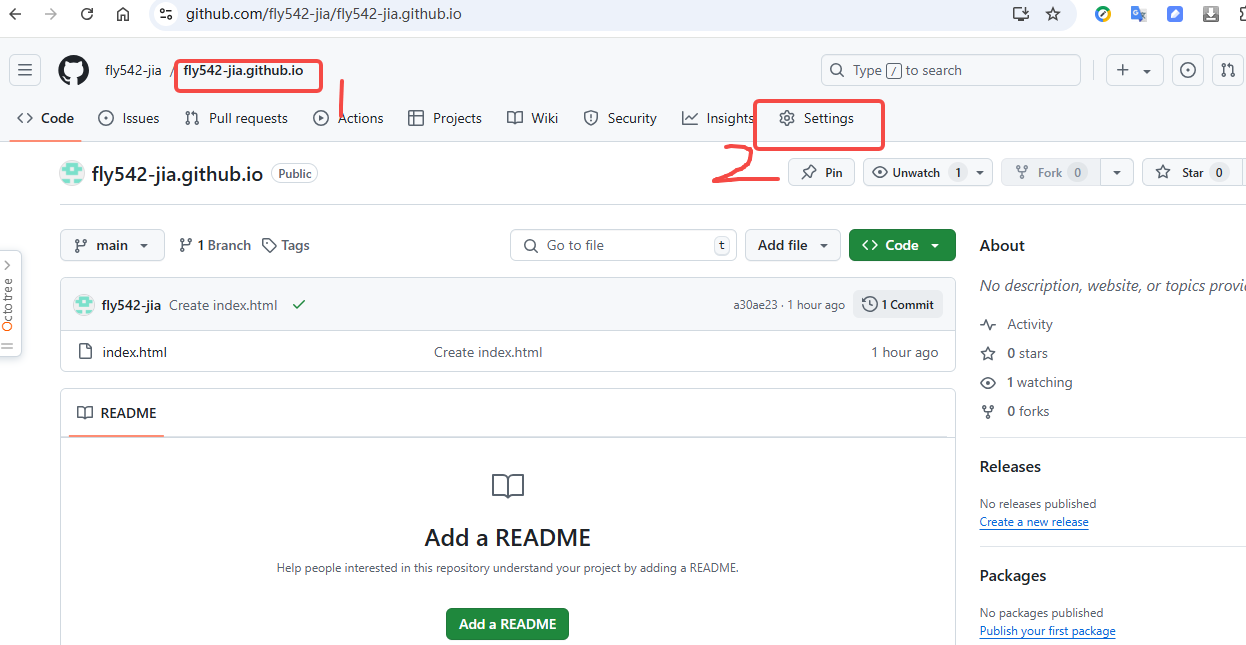 github.com/fly542-jia/fly542-jia.github.io
fly542-jia / fly542-jia.github.io
Type / to search
Code Issues Pull requests Actions Projects Wiki Security Insights Settings
1
2
fly542-jia.github.io Public
Pin Unwatch 1 Fork 0 Star 0
main 1 Branch Tags Go to file t Add file Code
About
No description, website, or topics
Octotree
fly542-jia Create index.html a30ae23 · 1 hour ago 1 Commit
index.html Create index.html 1 hour ago
Activity
0 stars
1 watching
0 forks
README
Add a README
Help people interested in this repository understand your project by adding a README.
Add a README
Releases
No releases published
Create a new release
Packages
No packages published
Publish your first package